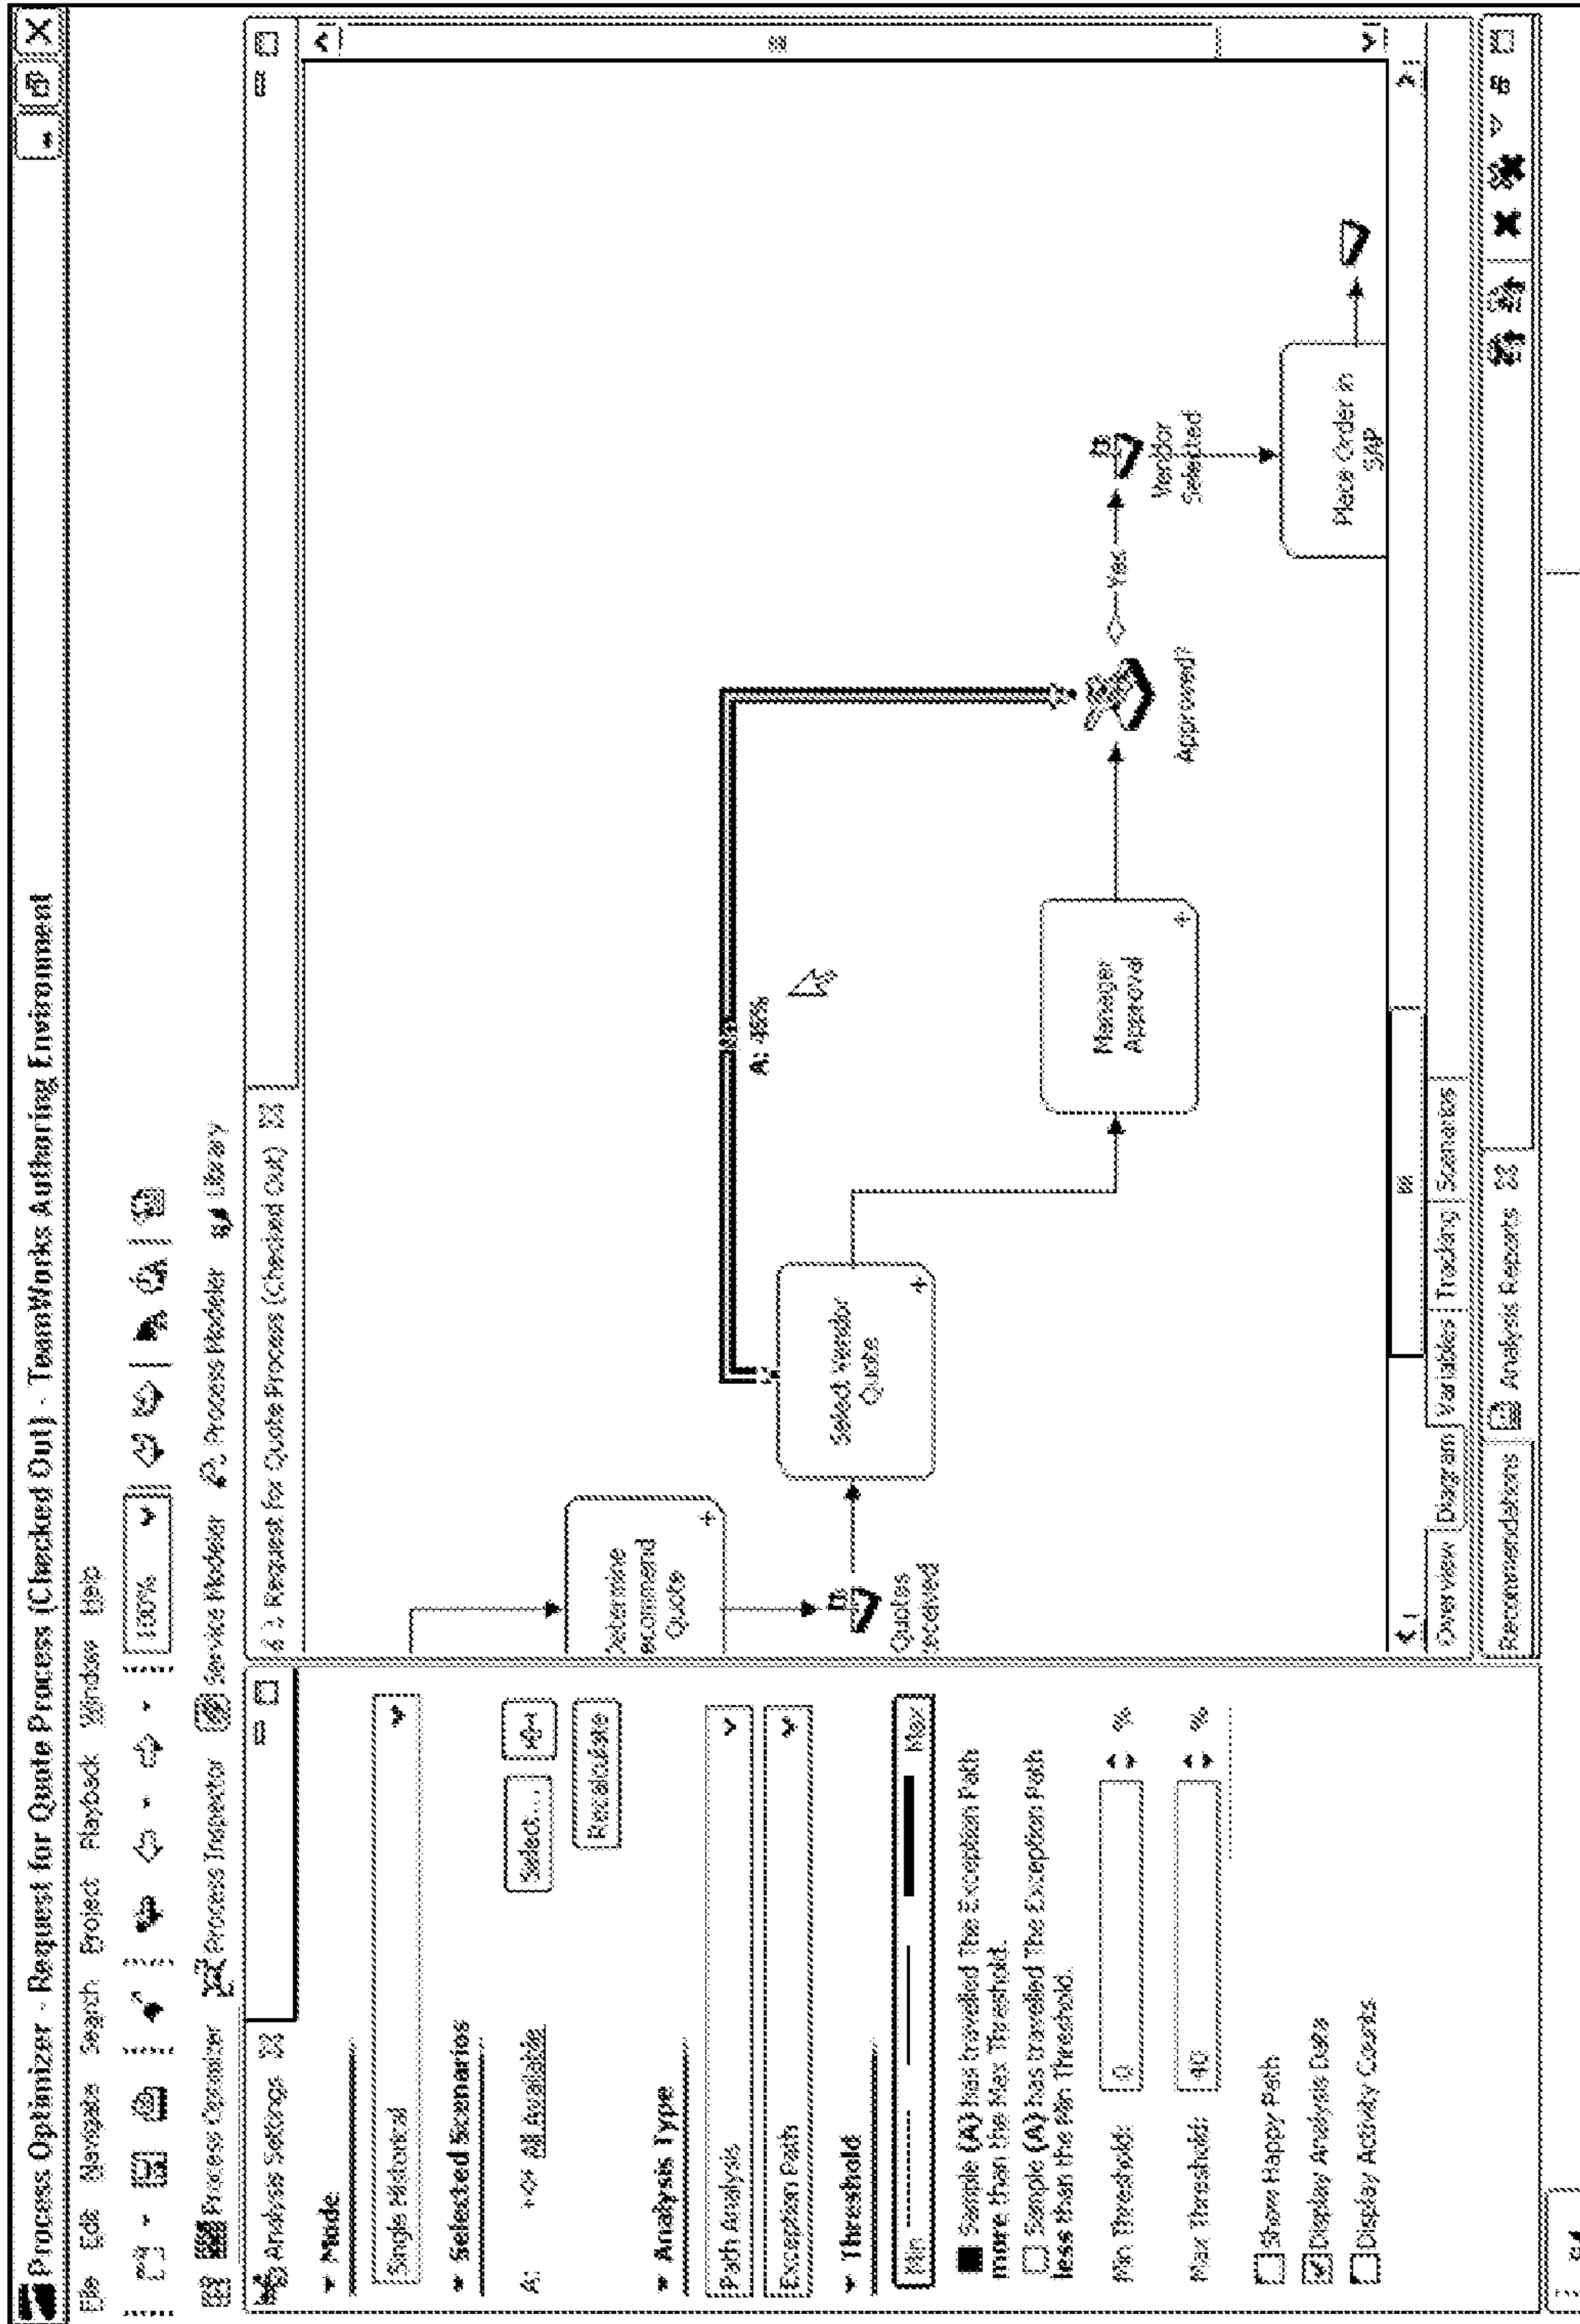 Process Optimizer - Request for Quote Process (Checked Out) - TeamWorks Authoring Environment
File Edit Navigate Search Project Playback Window Help
100%
Process Optimizer Process Inspector Service Modeler Process Modeler Library
Analysis Settings
Mode
Single Historical
Selected Scenarios
A: All Available
Select...
Recalculate
Analysis Type
Path Analysis
Exception Path
Threshold
Min Max
Sample (A) has travelled The Exception Path
more than the Max Threshold.
Sample (A) has travelled The Exception Path
less than the Min Threshold.
Min Threshold: 0 %
Max Threshold: 40 %
Show Happy Path
Display Analysis Data
Display Activity Counts
Request for Quote Process (Checked Out)
Determine
ecommend
Quote
Quotes
received
Select Vendor
Quote
A: 46%
Manager
Approval
Approved?
Yes
Vendor
Selected
Place Order in
SAP
Overview Diagram Variables Tracking Scenarios
Recommendations Analysis Reports